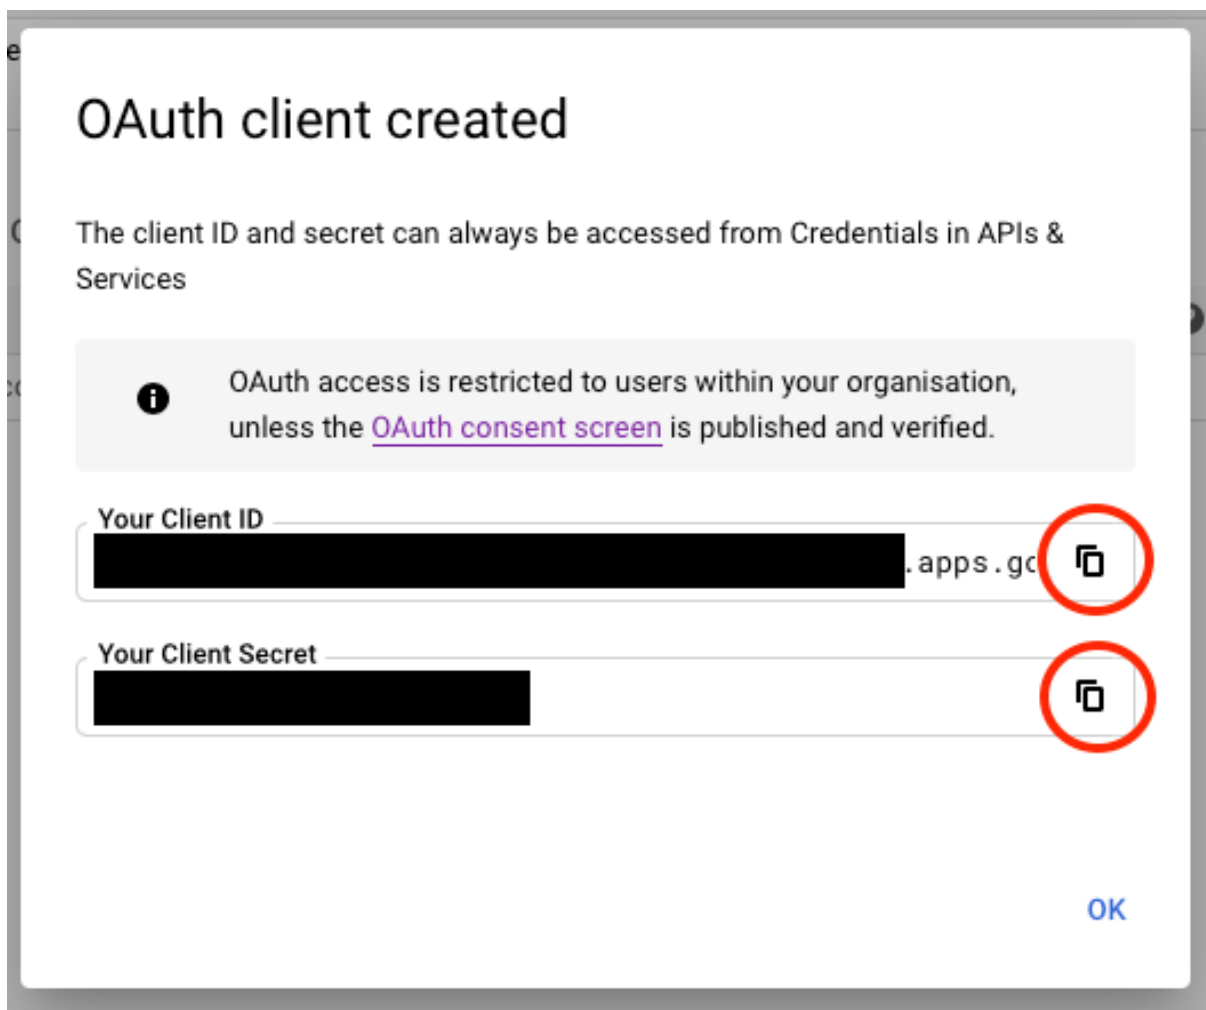 OAuth client created
The client ID and secret can always be accessed from Credentials in APIs &
Services
OAuth access is restricted to users within your organisation,
unless the OAuth consent screen is published and verified.
Your Client ID
.apps.go
Your Client Secret
OK